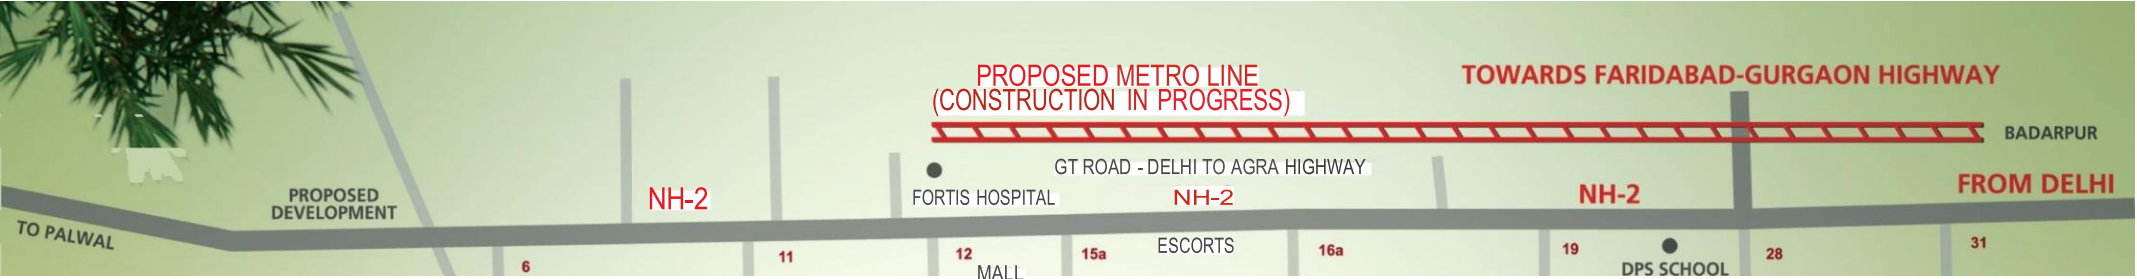 PROPOSED METRO LINE
(CONSTRUCTION IN PROGRESS)
TOWARDS FARIDABAD-GURGAON HIGHWAY
BADARPUR
GT ROAD - DELHI TO AGRA HIGHWAY
FROM DELHI
PROPOSED
DEVELOPMENT
NH-2
FORTIS HOSPITAL
NH-2
NH-2
TO PALWAL
6
11
12
15a
ESCORTS
16a
19
28
31
MALL
DPS SCHOOL